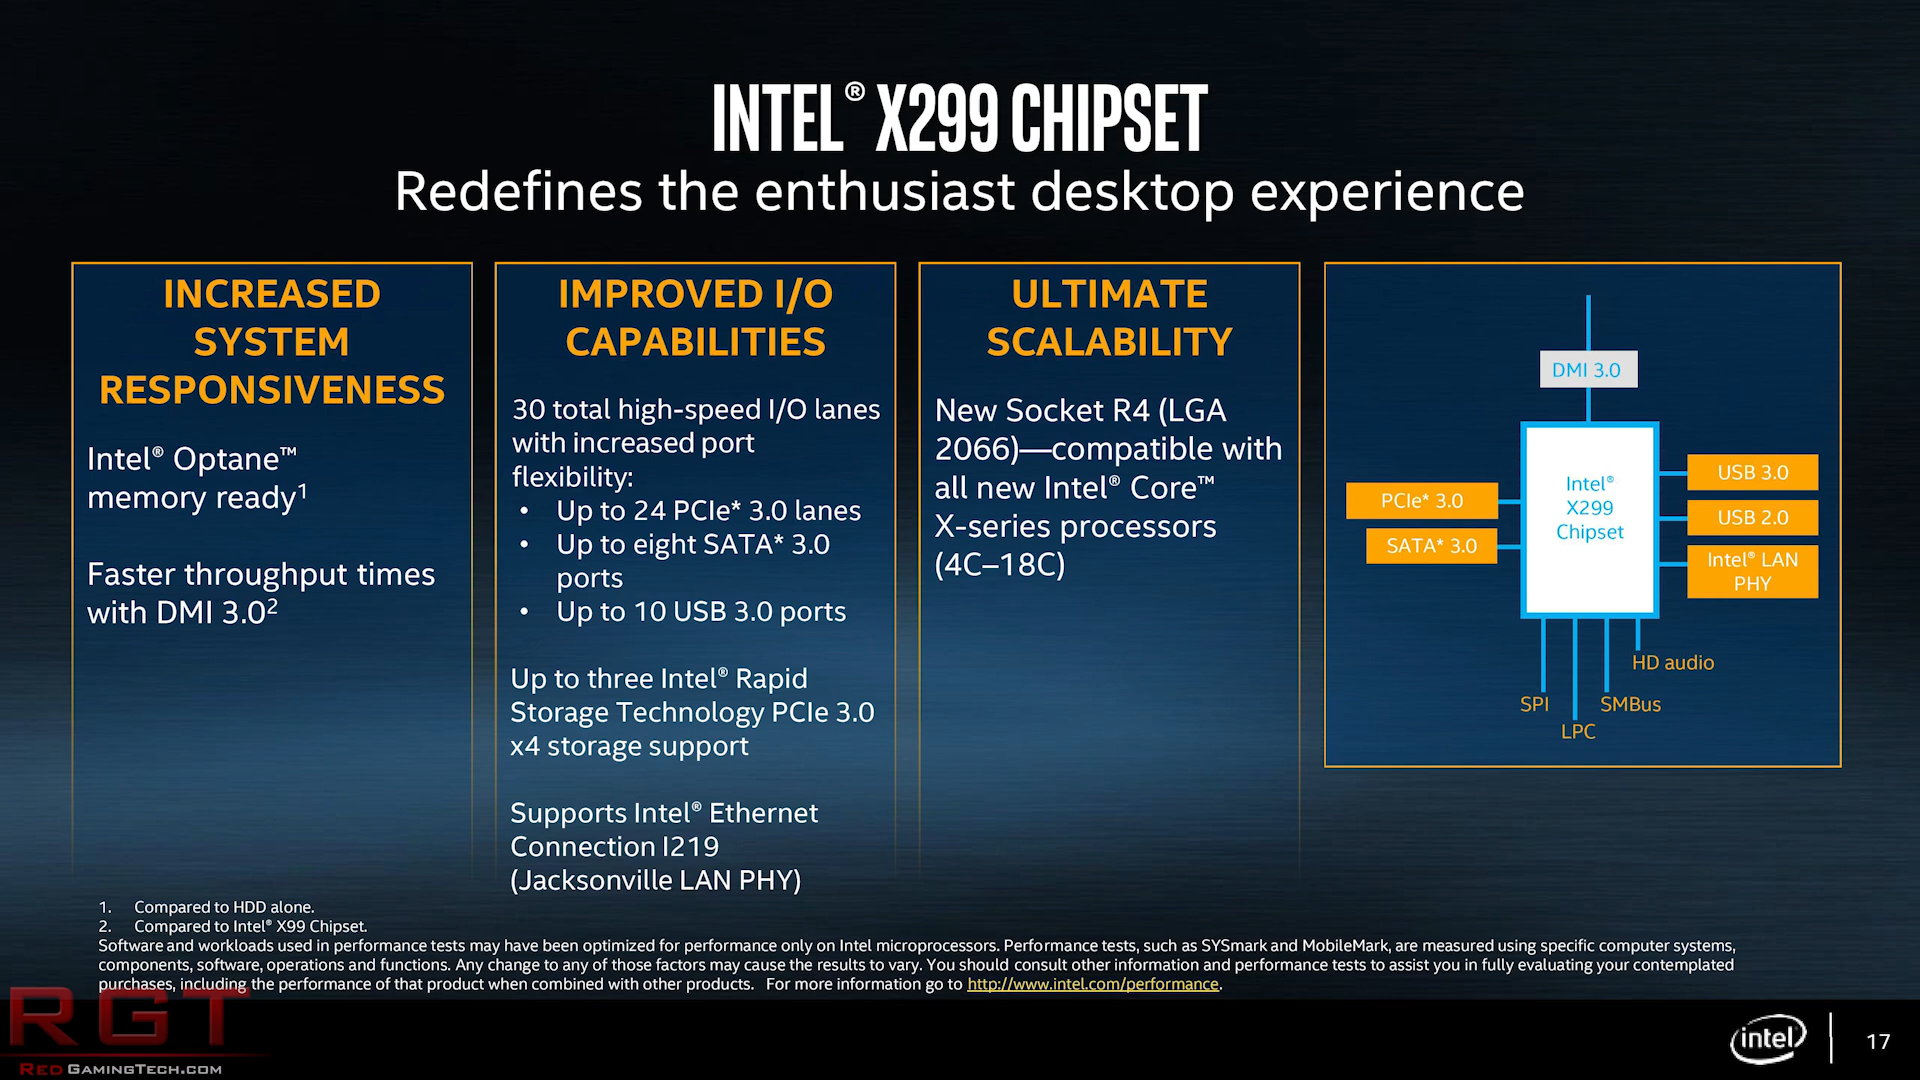 INTEL® X299 CHIPSET
Redefines the enthusiast desktop experience
INCREASED
SYSTEM
RESPONSIVENESS
Intel® Optane™
memory ready¹
Faster throughput times
with DMI 3.0²
IMPROVED I/O
CAPABILITIES
30 total high-speed I/O lanes
with increased port
flexibility:
• Up to 24 PCIe* 3.0 lanes
• Up to eight SATA* 3.0
ports
• Up to 10 USB 3.0 ports
Up to three Intel® Rapid
Storage Technology PCIe 3.0
x4 storage support
Supports Intel® Ethernet
Connection I219
(Jacksonville LAN PHY)
ULTIMATE
SCALABILITY
New Socket R4 (LGA
2066)—compatible with
all new Intel® Core™
X-series processors
(4C–18C)
DMI 3.0
Intel®
X299
Chipset
PCIe* 3.0
SATA* 3.0
USB 3.0
USB 2.0
Intel® LAN
PHY
HD audio
SPI
SMBus
LPC
1. Compared to HDD alone.
2. Compared to Intel® X99 Chipset.
Software and workloads used in performance tests may have been optimized for performance only on Intel microprocessors. Performance tests, such as SYSmark and MobileMark, are measured using specific computer systems,
components, software, operations and functions. Any change to any of those factors may cause the results to vary. You should consult other information and performance tests to assist you in fully evaluating your contemplated
purchases, including the performance of that product when combined with other products. For more information go to http://www.intel.com/performance.
RGT
RED GAMINGTECH.COM
intel
17